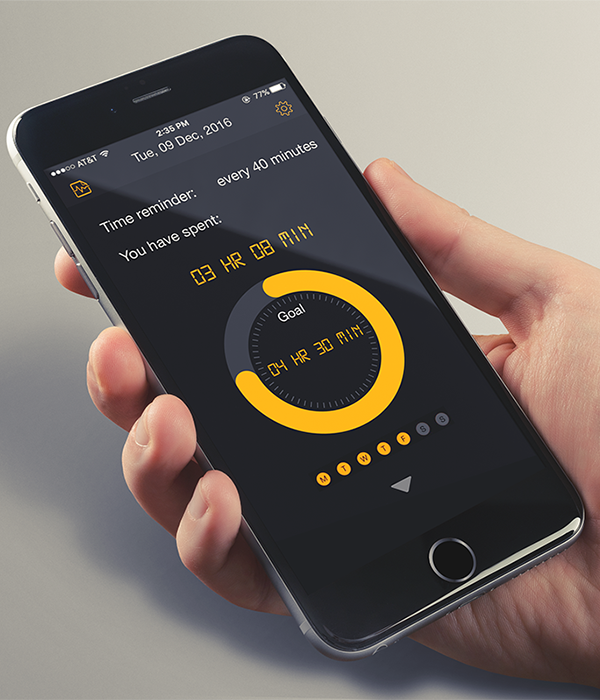 AT&T 2:35 PM 77%
Tue, 09 Dec, 2016
Time reminder: every 40 minutes
You have spent:
03 HR 08 MIN
Goal
04 HR 30 MIN
M T W T F S S